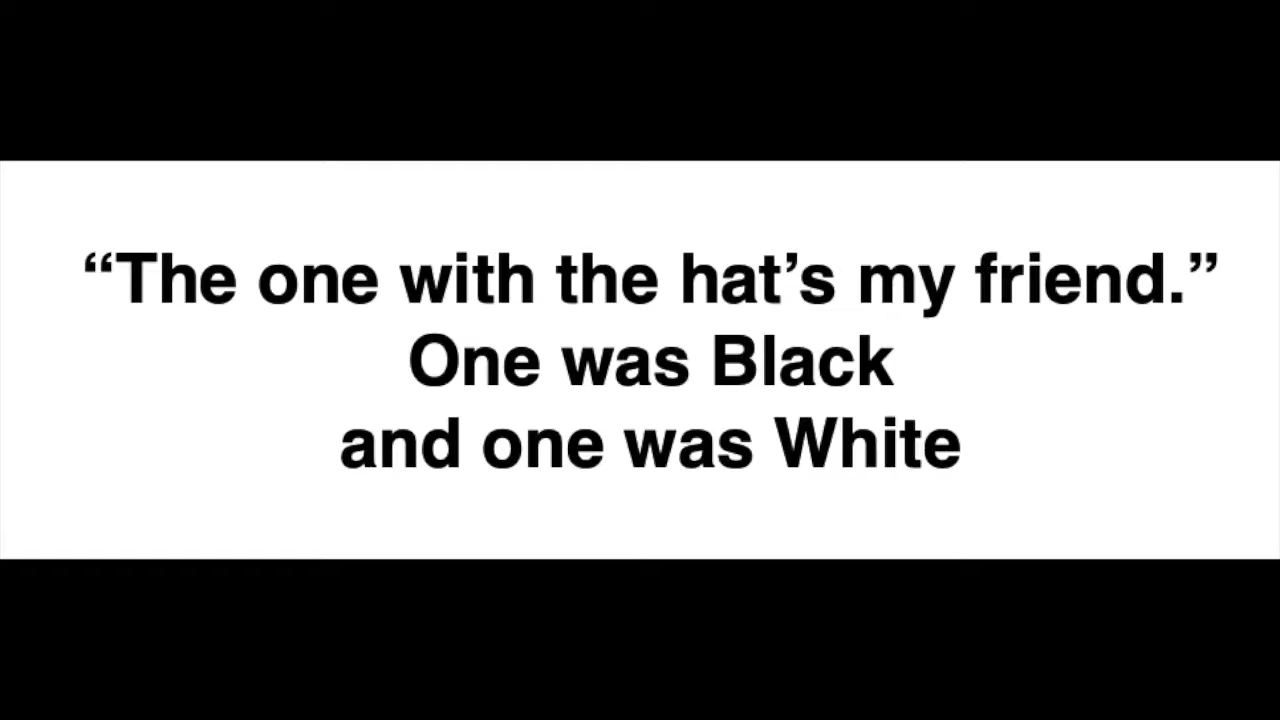 “The one with the hat’s my friend.”
One was Black
and one was White